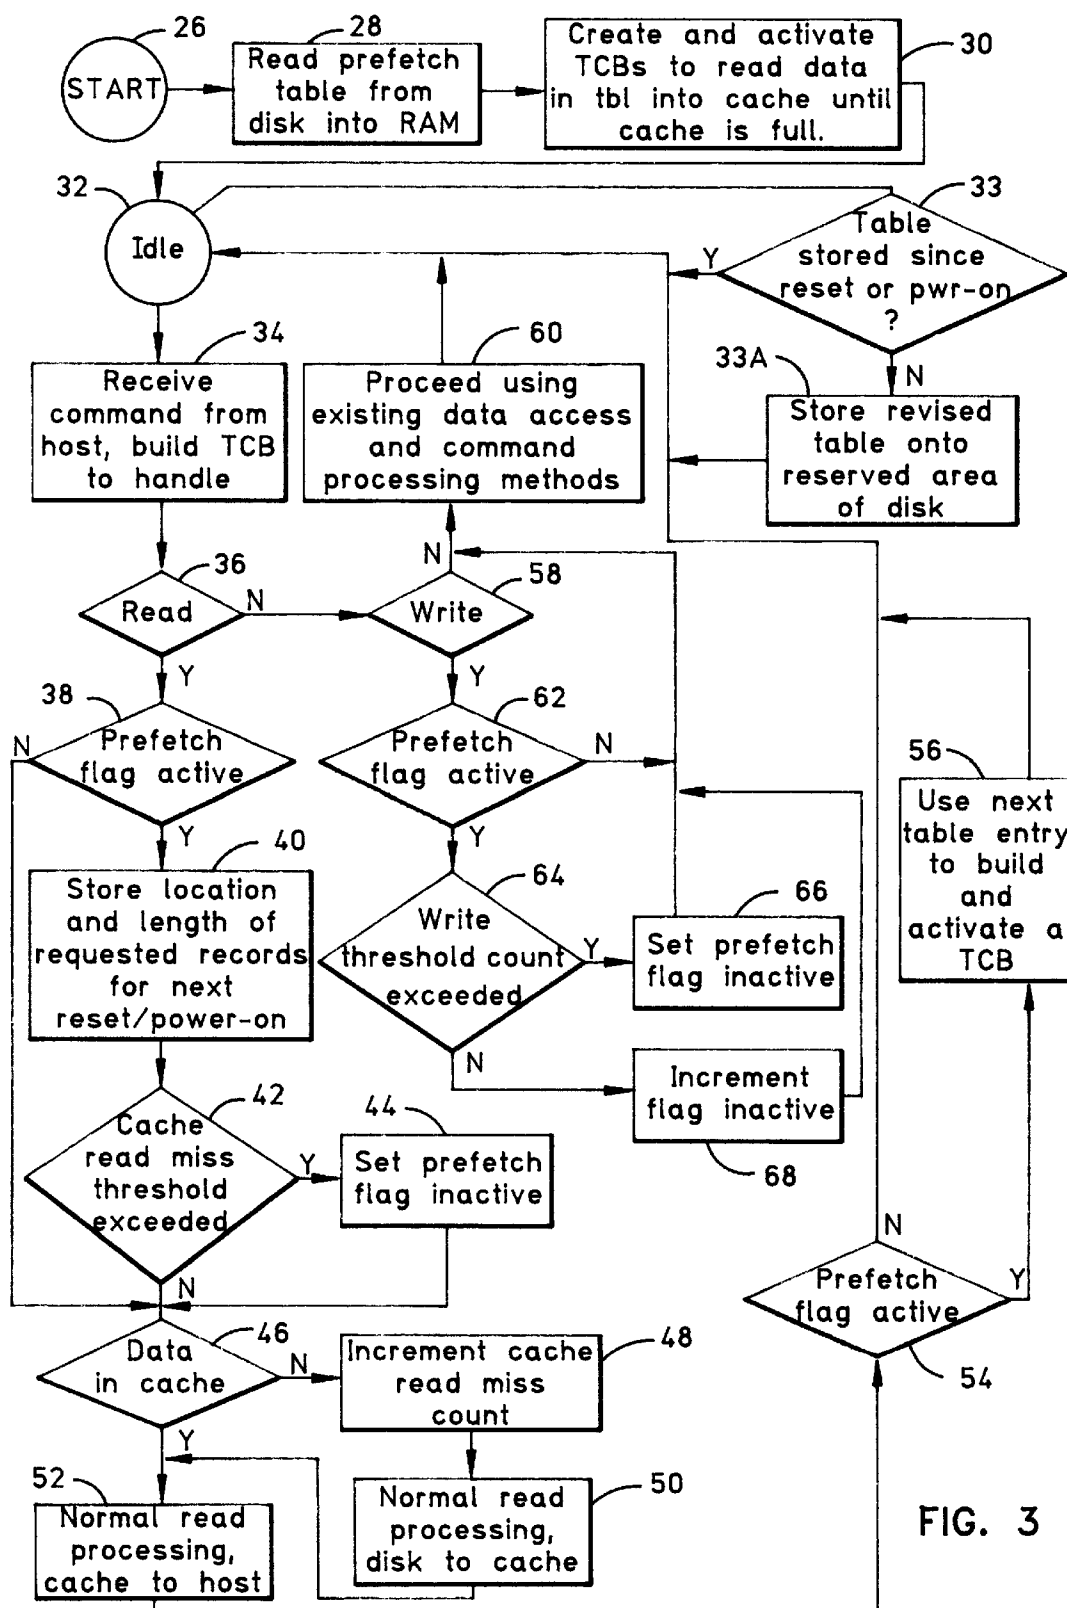 26
START
28
Read prefetch
table from
disk into RAM
30
Create and activate
TCBs to read data
in tbl into cache until
cache is full.
32
Idle
33
Table
stored since
reset or pwr-on
?
Y
N
33A
Store revised
table onto
reserved area
of disk
34
Receive
command from
host, build TCB
to handle
60
Proceed using
existing data access
and command
processing methods
36
Read
N
Y
58
Write
N
Y
38
Prefetch
flag active
N
Y
62
Prefetch
flag active
N
Y
56
Use next
table entry
to build
and
activate a
TCB
40
Store location
and length of
requested records
for next
reset/power-on
64
Write
threshold count
exceeded
Y
N
66
Set prefetch
flag inactive
Increment
flag inactive
68
42
Cache
read miss
threshold
exceeded
Y
N
44
Set prefetch
flag inactive
N
Prefetch
flag active
Y
54
46
Data
in cache
N
Y
48
Increment cache
read miss
count
52
Normal read
processing,
cache to host
50
Normal read
processing,
disk to cache
FIG. 3